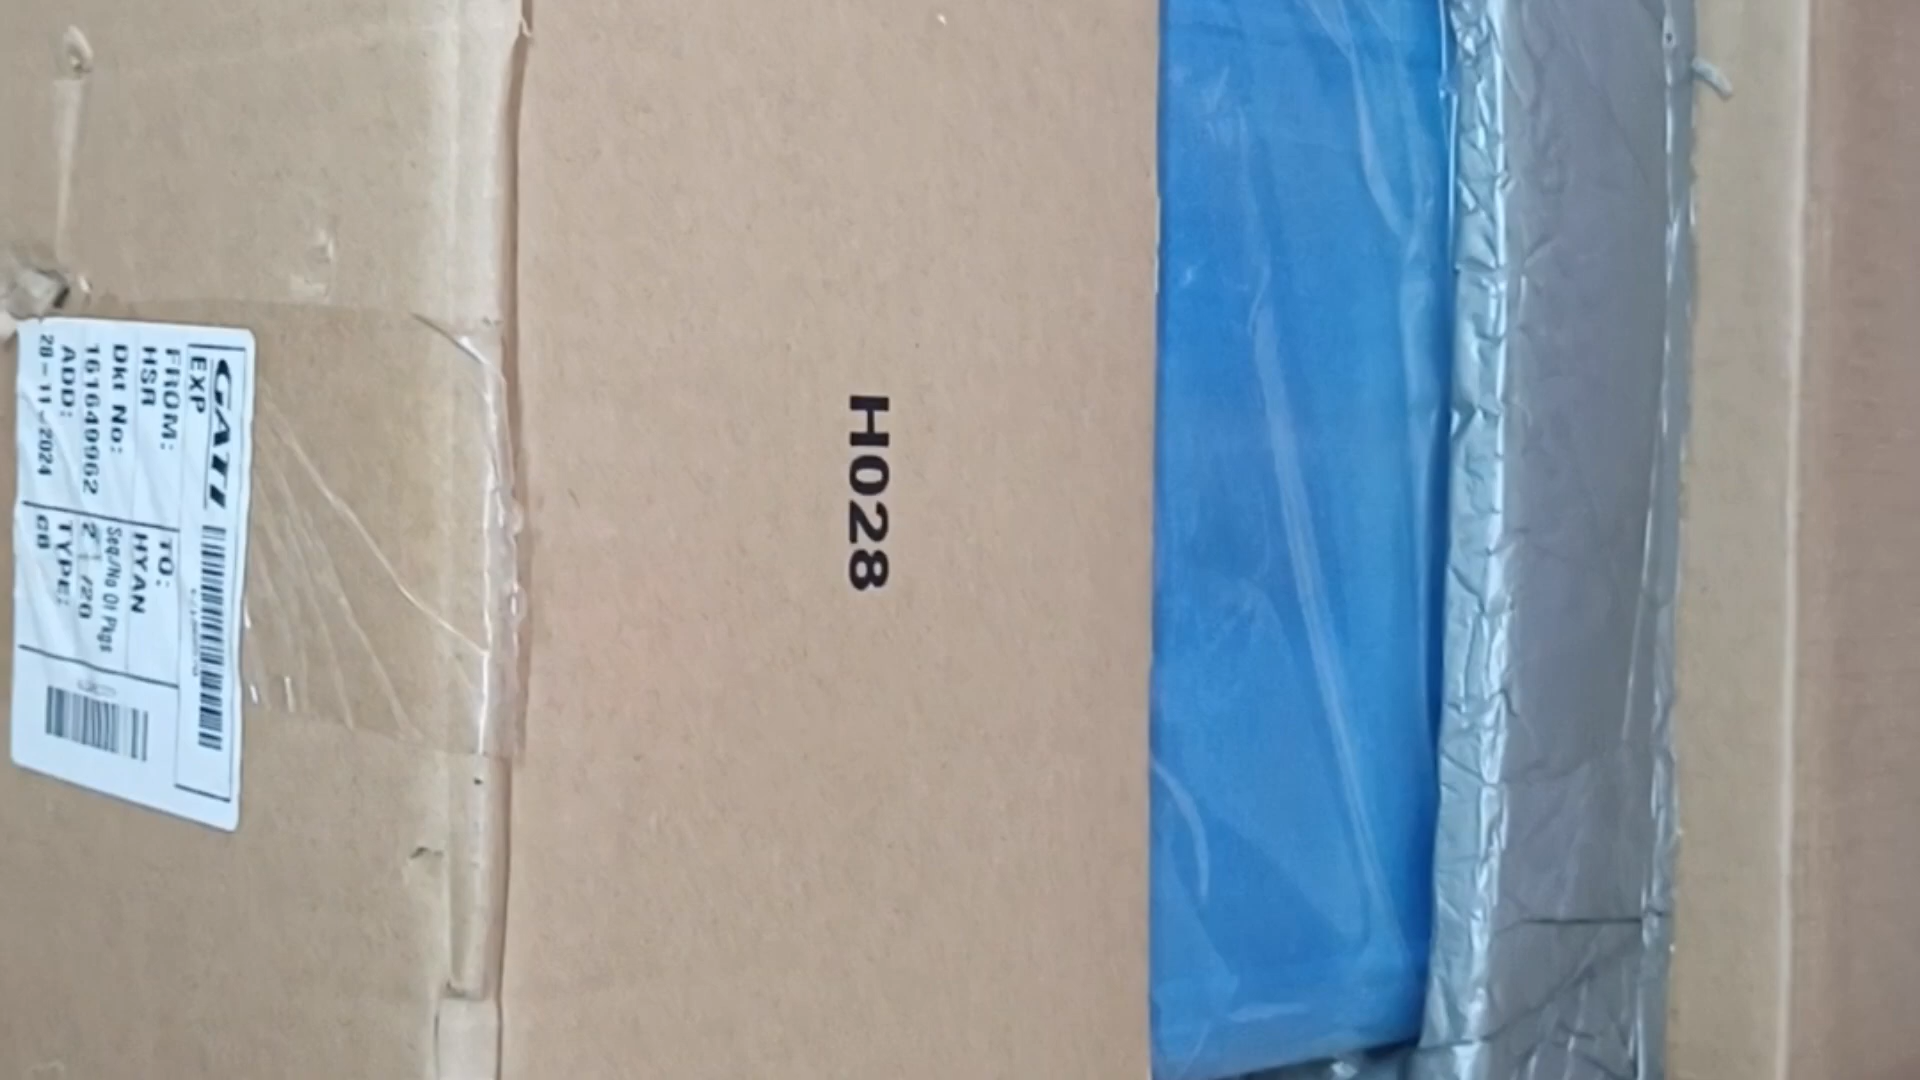 GATI
EXP
FROM:
HSR
TO:
HYAN
Dkt No:
161640962
Seq/No Of Pkgs
2 /20
ADD:
28-11-2024
TYPE:
CB
H028